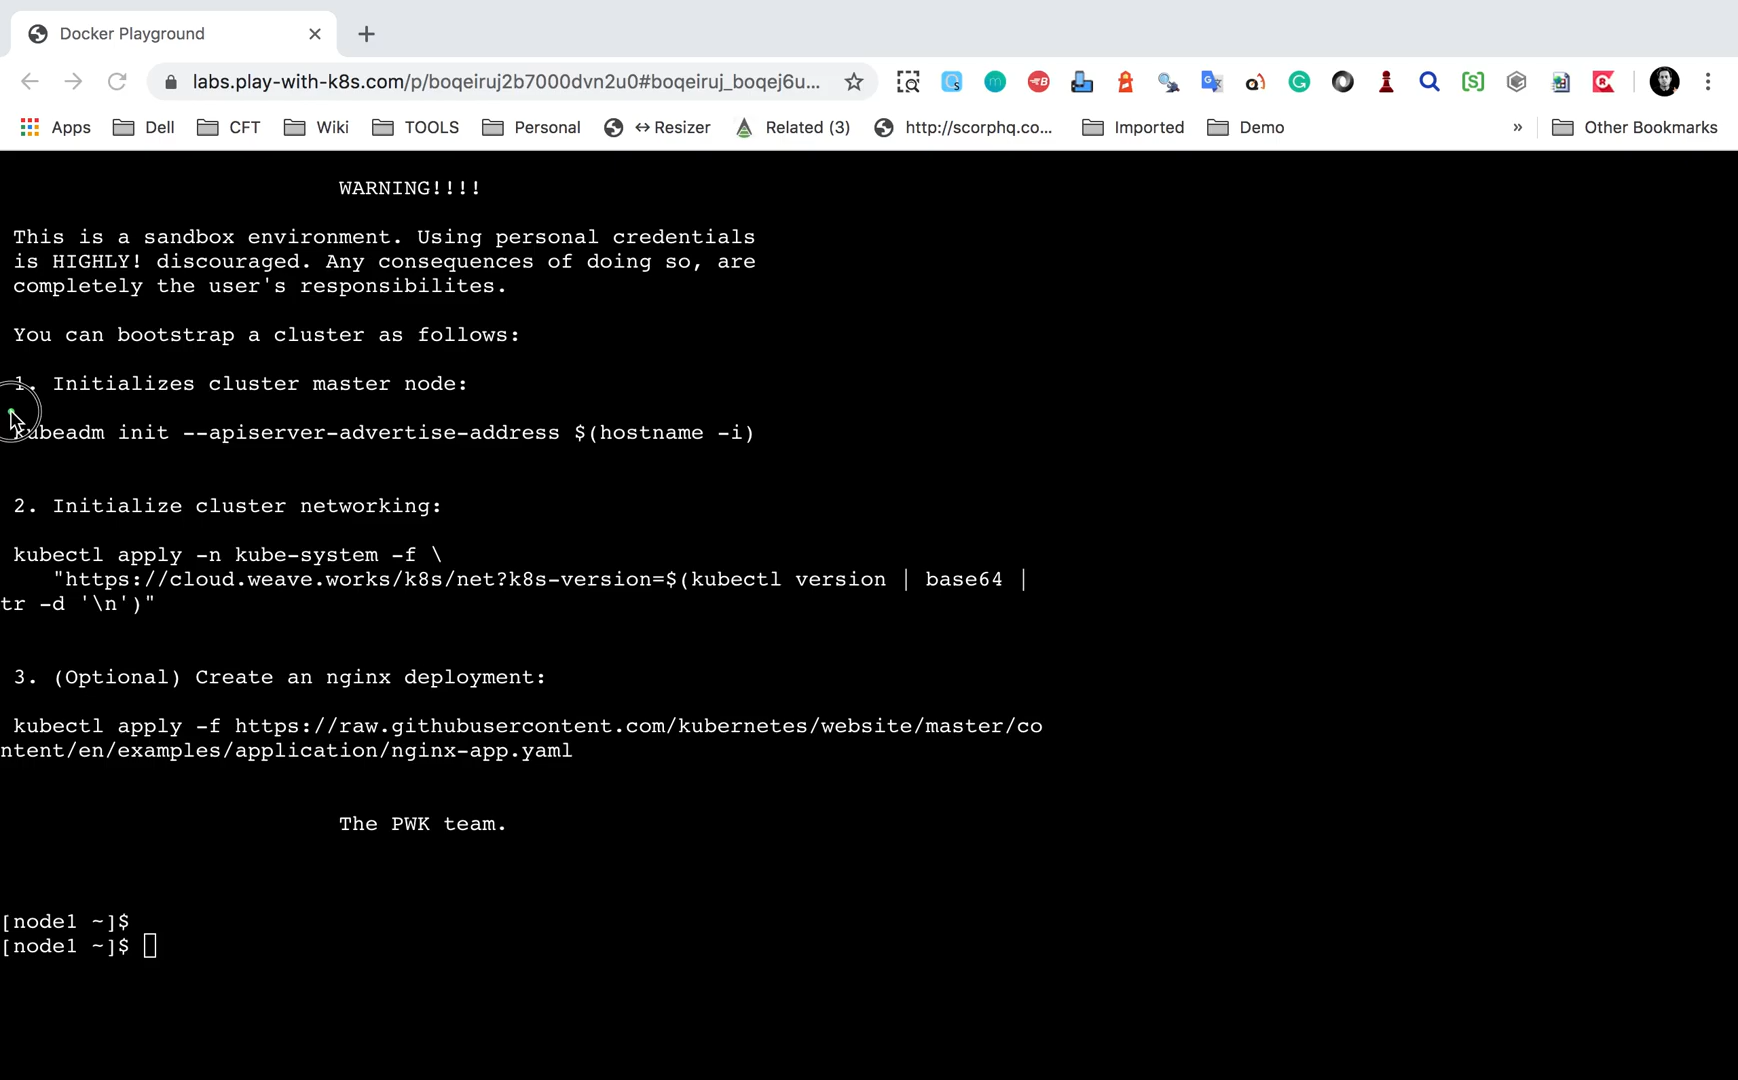 Docker Playground
labs.play-with-k8s.com/p/boqeiruj2b7000dvn2u0#boqeiruj_boqej6u...
Apps Dell CFT Wiki TOOLS Personal ↔Resizer Related (3) http://scorphq.co... Imported Demo » Other Bookmarks
WARNING!!!!
This is a sandbox environment. Using personal credentials
is HIGHLY! discouraged. Any consequences of doing so, are
completely the user's responsibilites.
You can bootstrap a cluster as follows:
1. Initializes cluster master node:
kubeadm init --apiserver-advertise-address $(hostname -i)
2. Initialize cluster networking:
kubectl apply -n kube-system -f \
"https://cloud.weave.works/k8s/net?k8s-version=$(kubectl version | base64 |
tr -d '\n')"
3. (Optional) Create an nginx deployment:
kubectl apply -f https://raw.githubusercontent.com/kubernetes/website/master/co
ntent/en/examples/application/nginx-app.yaml
The PWK team.
[node1 ~]$
[node1 ~]$